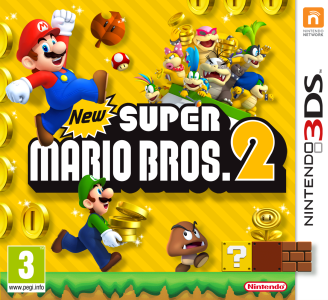 NINTENDO
NETWORK
NINTENDO 3DS
New
SUPER
MARIO BROS. 2
?
3
www.pegi.info
Nintendo